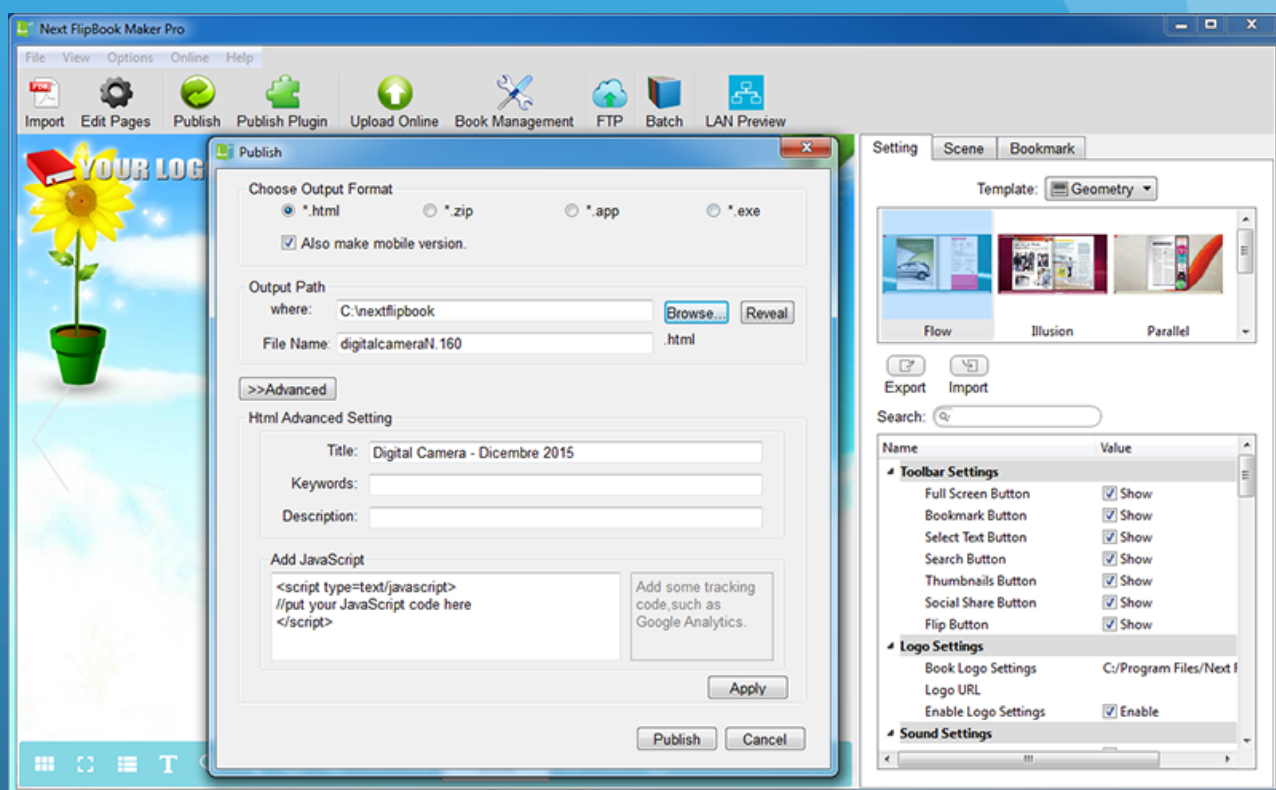 Next FlipBook Maker Pro
File View Options Online Help
Import Edit Pages Publish Publish Plugin Upload Online Book Management FTP Batch LAN Preview
YOUR LOG
Publish
Choose Output Format
*.html *.zip *.app *.exe
Also make mobile version.
Output Path
where: C:\nextflipbook Browse... Reveal
File Name: digitalcameraN.160 .html
>>Advanced
Html Advanced Setting
Title: Digital Camera - Dicembre 2015
Keywords:
Description:
Add JavaScript
<script type=text/javascript>
//put your JavaScript code here
</script>
Add some tracking
code,such as
Google Analytics.
Apply
Publish Cancel
Setting Scene Bookmark
Template: Geometry
Flow Illusion Parallel
Export Import
Search:
Name Value
Toolbar Settings
Full Screen Button Show
Bookmark Button Show
Select Text Button Show
Search Button Show
Thumbnails Button Show
Social Share Button Show
Flip Button Show
Logo Settings
Book Logo Settings C:/Program Files/Next F
Logo URL
Enable Logo Settings Enable
Sound Settings